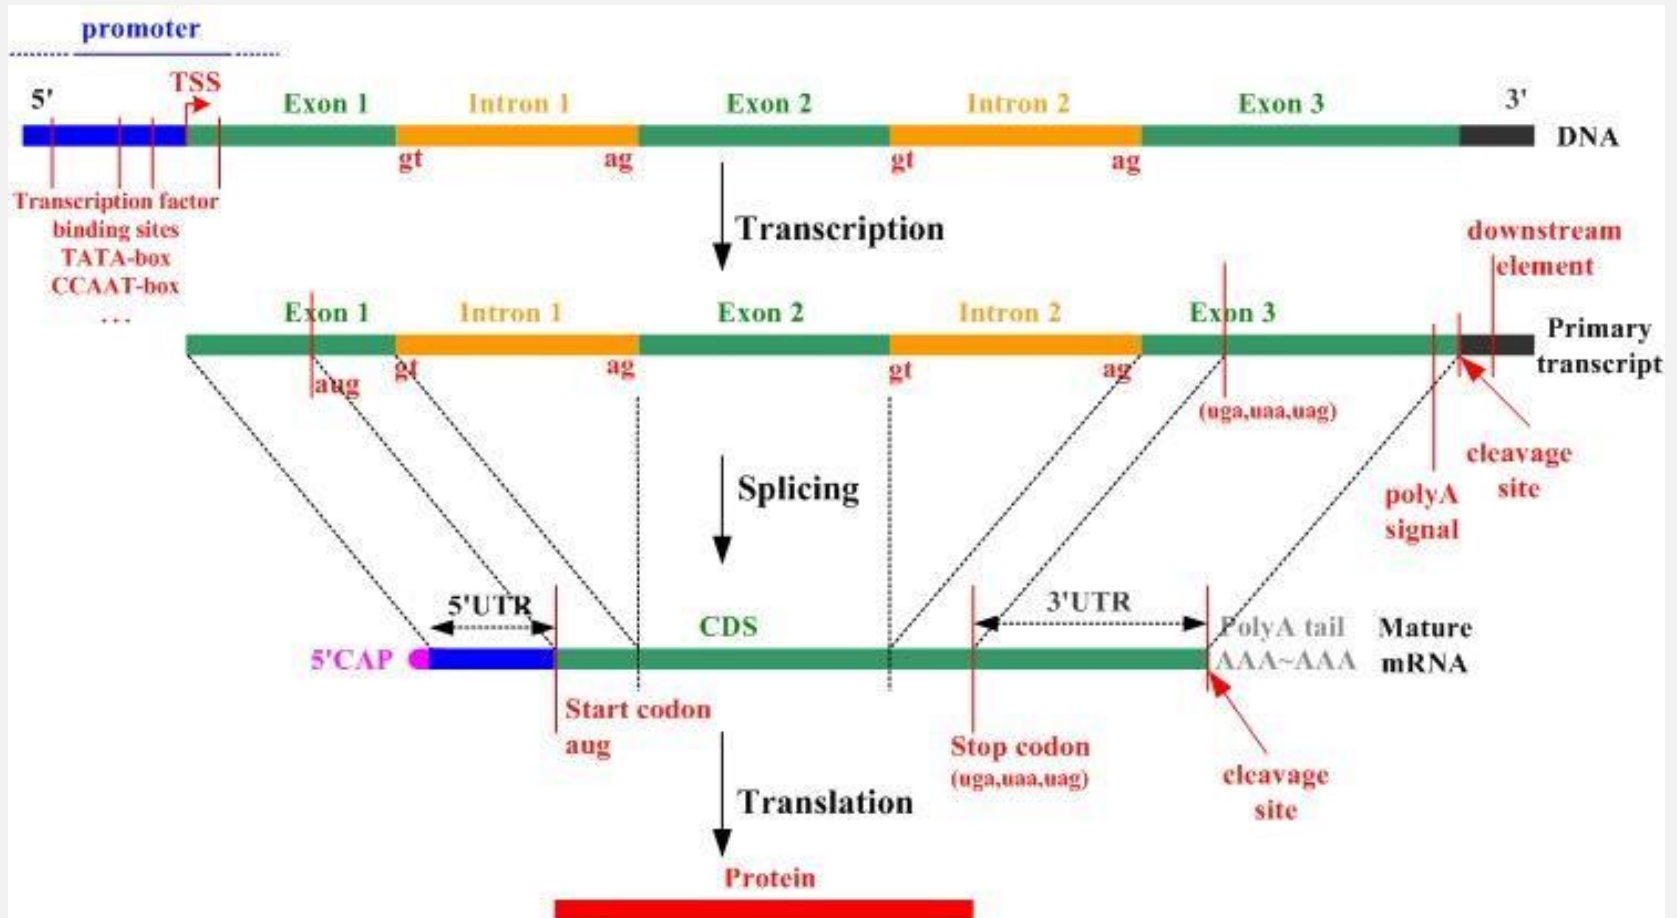 promoter
5'
TSS
Exon 1
Intron 1
Exon 2
Intron 2
Exon 3
3'
DNA
gt
ag
gt
ag
Transcription factor
binding sites
TATA-box
CCAAT-box
...
Transcription
downstream
element
Exon 1
Intron 1
Exon 2
Intron 2
Exon 3
Primary
transcript
aug
gt
ag
gt
ag
(uga,uaa,uag)
cleavage
site
polyA
signal
Splicing
5'UTR
CDS
3'UTR
PolyA tail
AAA~AAA
Mature
mRNA
5'CAP
Start codon
aug
Stop codon
(uga,uaa,uag)
cleavage
site
Translation
Protein